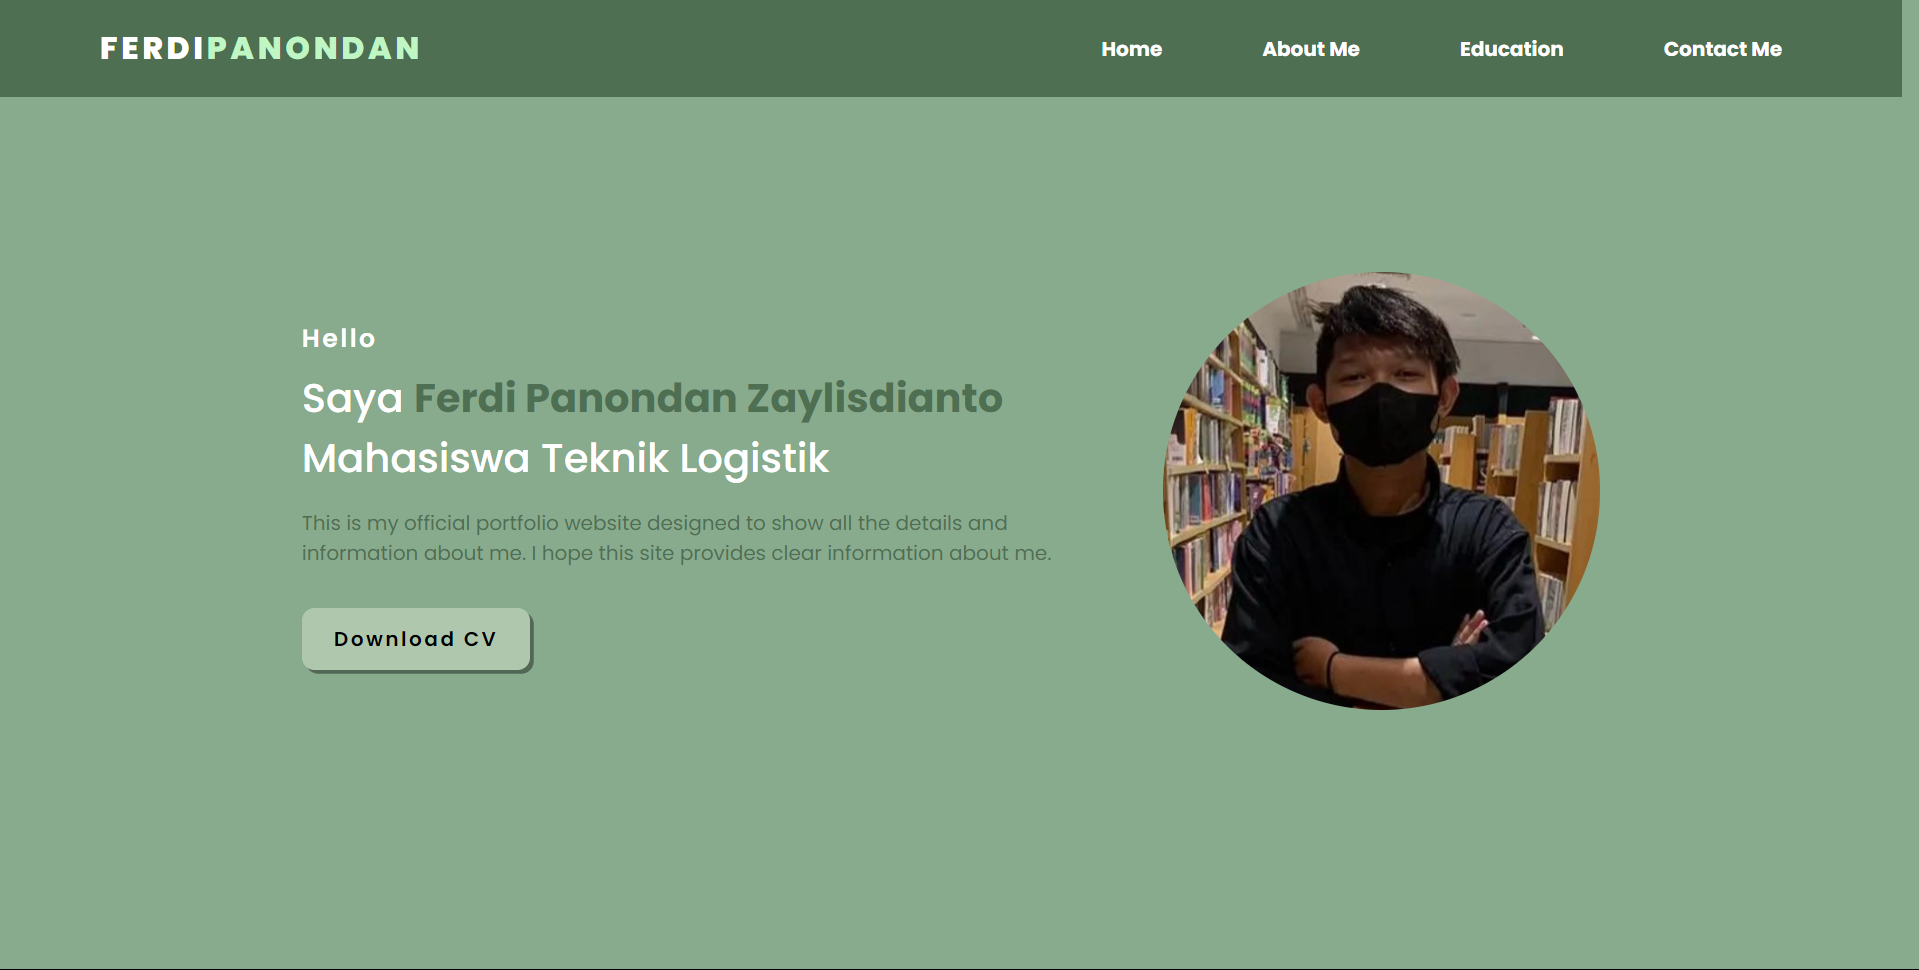 FERDIPANONDAN
Home About Me Education Contact Me
Hello
Saya Ferdi Panondan Zaylisdianto
Mahasiswa Teknik Logistik
This is my official portfolio website designed to show all the details and
information about me. I hope this site provides clear information about me.
Download CV